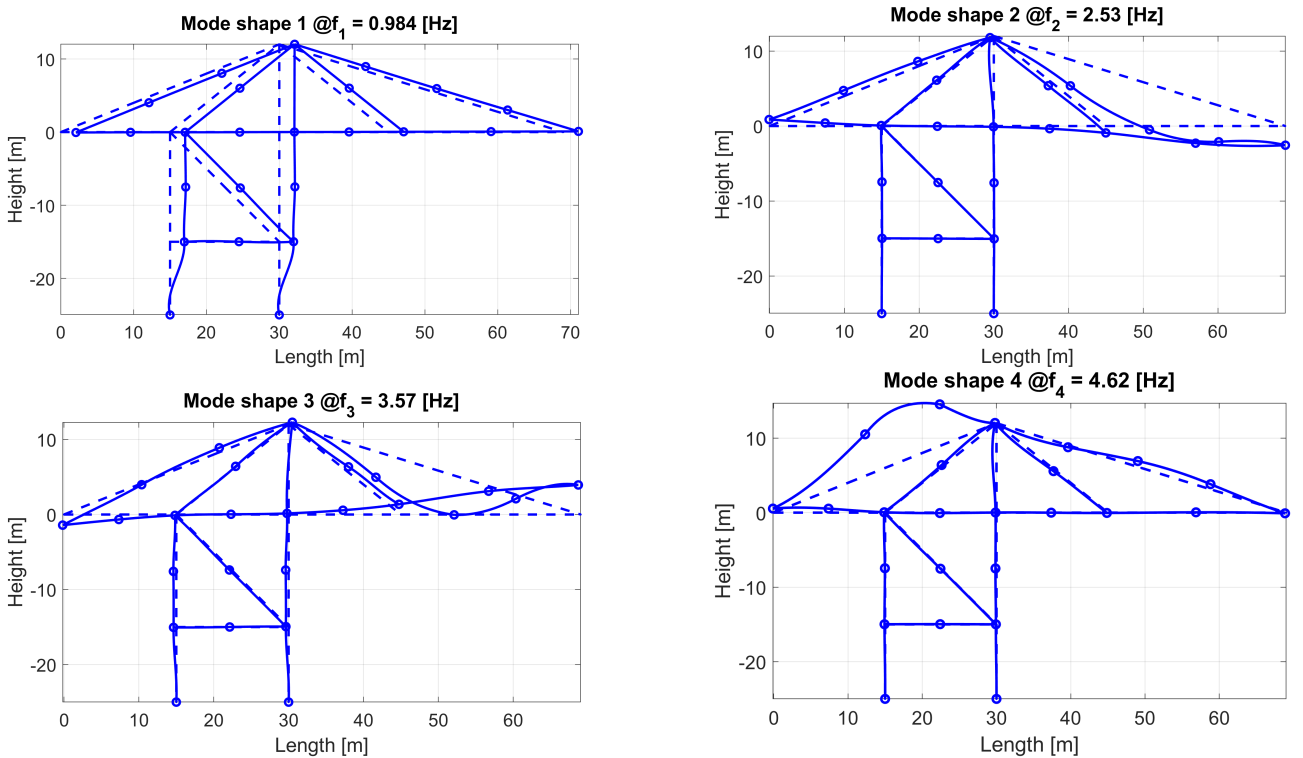 Mode shape 1 @f1 = 0.984 [Hz]
10
0
-10
-20
Height [m]
0 10 20 30 40 50 60 70
Length [m]
Mode shape 2 @f2 = 2.53 [Hz]
10
0
-10
-20
Height [m]
0 10 20 30 40 50 60
Length [m]
Mode shape 3 @f3 = 3.57 [Hz]
10
0
-10
-20
Height [m]
0 10 20 30 40 50 60
Length [m]
Mode shape 4 @f4 = 4.62 [Hz]
10
0
-10
-20
Height [m]
0 10 20 30 40 50 60
Length [m]